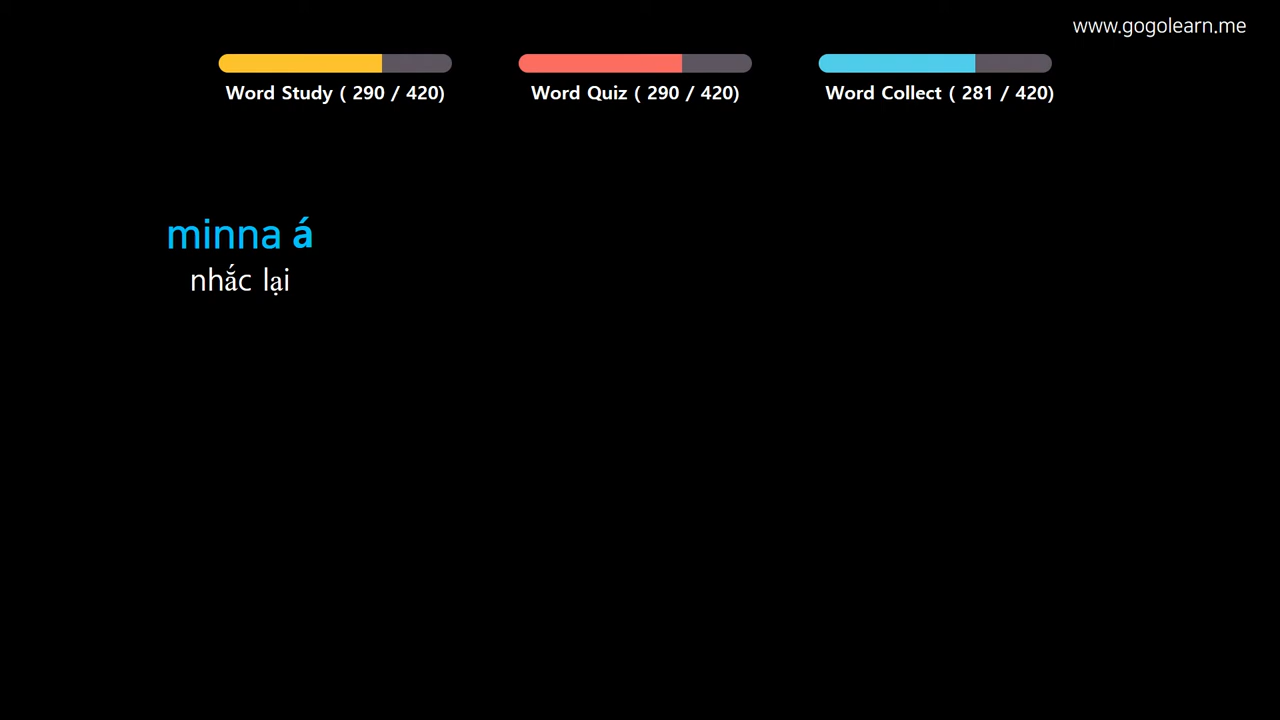 www.gogolearn.me
Word Study ( 290 / 420)
Word Quiz ( 290 / 420)
Word Collect ( 281 / 420)
minna á
nhắc lại